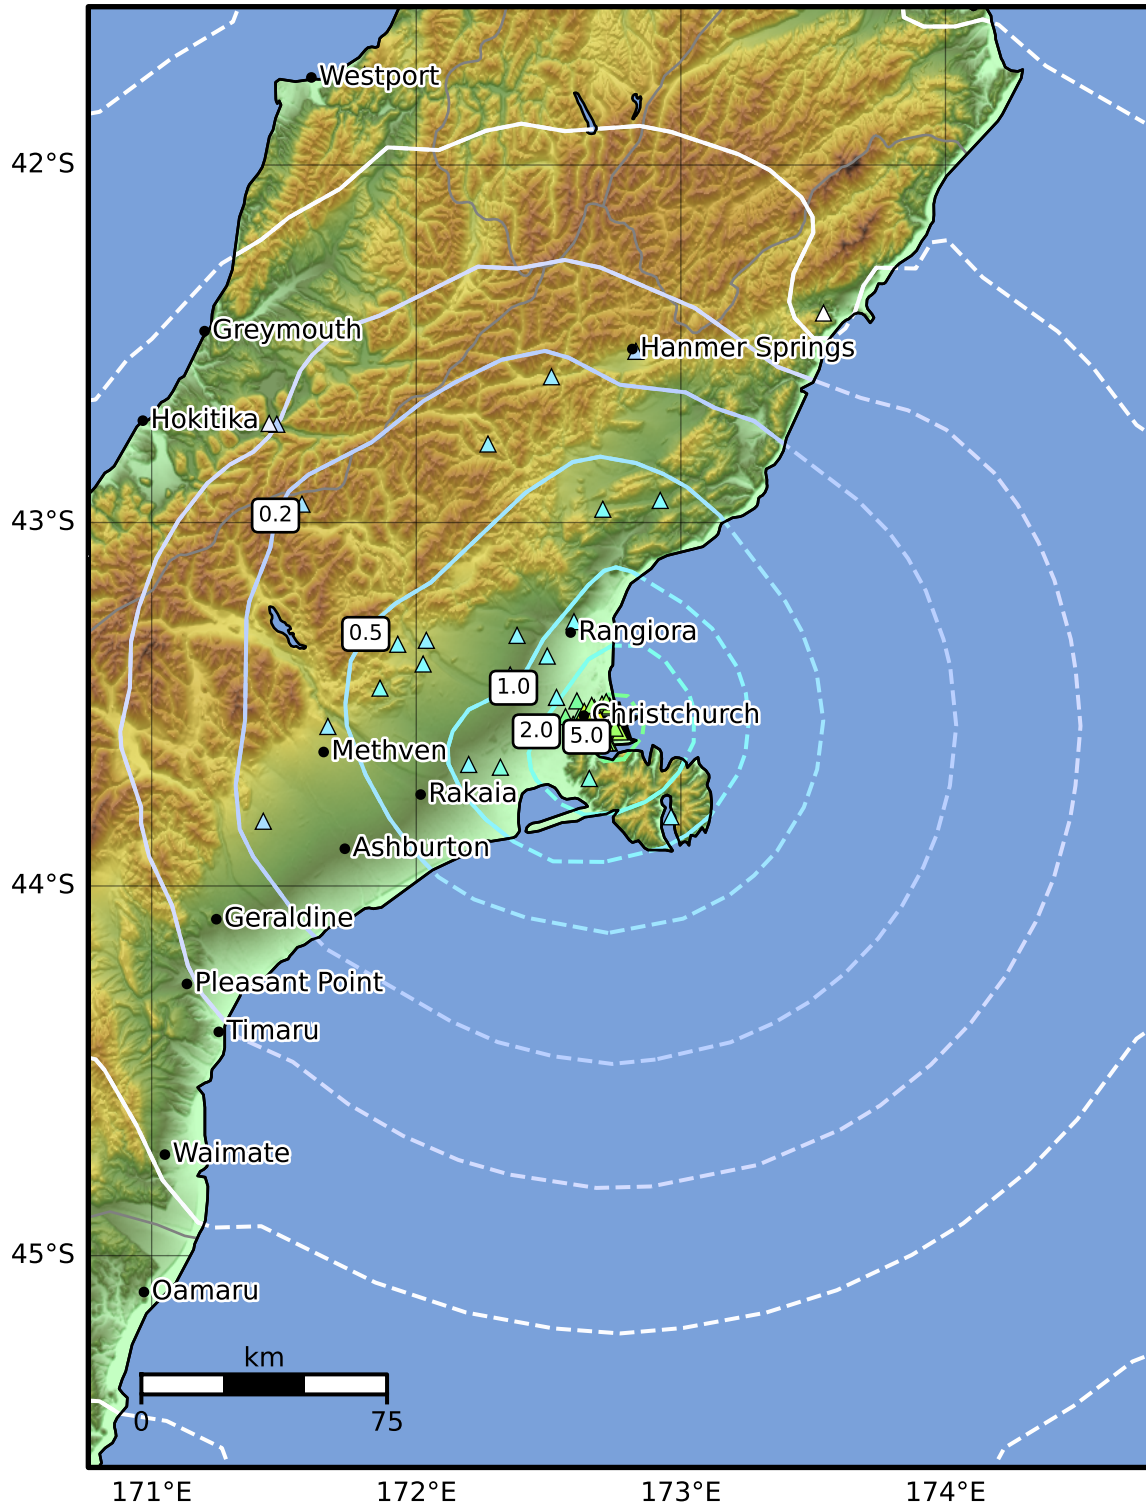 Westport
42°S
Greymouth
Hanmer Springs
Hokitika
0.2
43°S
0.5
Rangiora
1.0
Christchurch
2.0
5.0
Methven
Rakaia
Ashburton
44°S
Geraldine
Pleasant Point
Timaru
Waimate
45°S
Oamaru
km
0
75
171°E
172°E
173°E
174°E